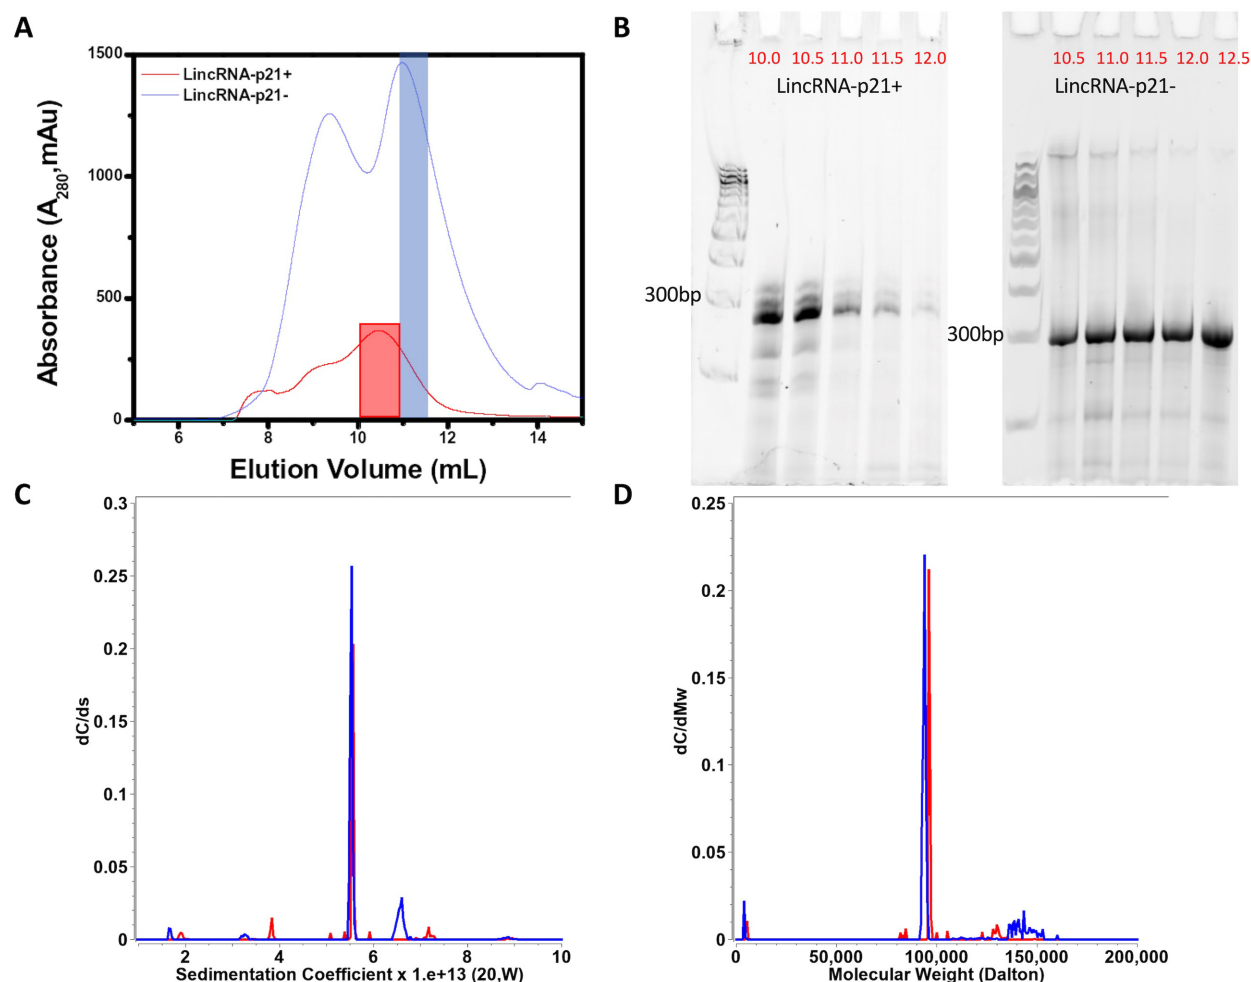 A
1500
1000
500
0
6
8
10
12
14
LincRNA-p21+
LincRNA-p21-
Absorbance (A280,mAu)
Elution Volume (mL)
B
10.0 10.5 11.0 11.5 12.0
LincRNA-p21+
300bp
10.5 11.0 11.5 12.0 12.5
LincRNA-p21-
300bp
C
0.3
0.25
0.2
0.15
0.1
0.05
0
2
4
6
8
10
dC/ds
Sedimentation Coefficient x 1.e+13 (20,W)
D
0.25
0.2
0.15
0.1
0.05
0
0
50,000
100,000
150,000
200,000
dC/dMw
Molecular Weight (Dalton)